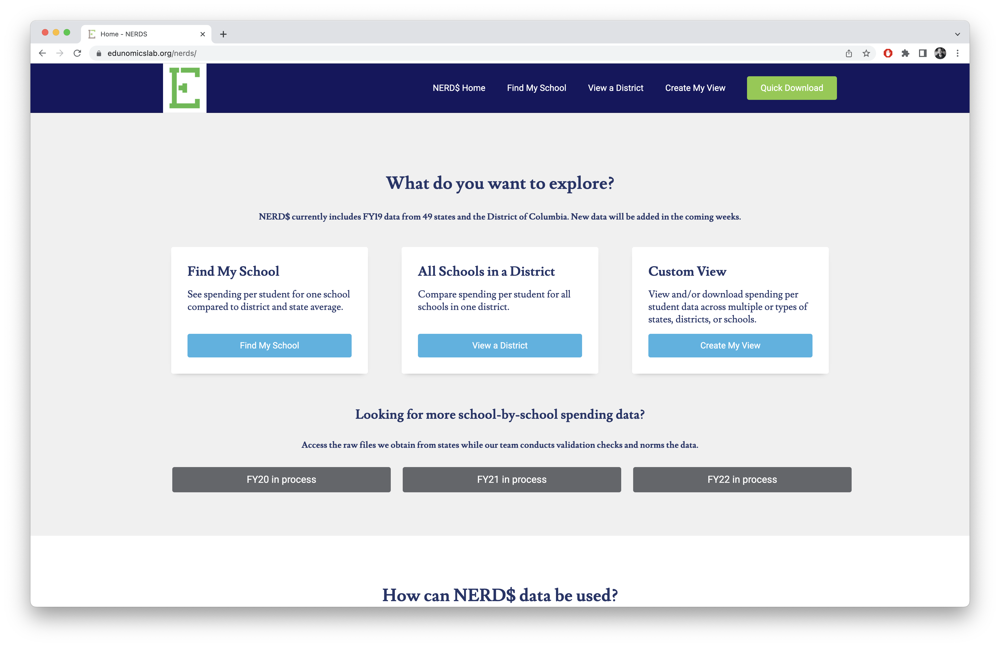 Home - NERDS
edunomicslab.org/nerds/
NERD$ Home
Find My School
View a District
Create My View
Quick Download
What do you want to explore?
NERD$ currently includes FY19 data from 49 states and the District of Columbia. New data will be added in the coming weeks.
Find My School
See spending per student for one school
compared to district and state average.
Find My School
All Schools in a District
Compare spending per student for all
schools in one district.
View a District
Custom View
View and/or download spending per
student data across multiple or types of
states, districts, or schools.
Create My View
Looking for more school-by-school spending data?
Access the raw files we obtain from states while our team conducts validation checks and norms the data.
FY20 in process
FY21 in process
FY22 in process
How can NERD$ data be used?